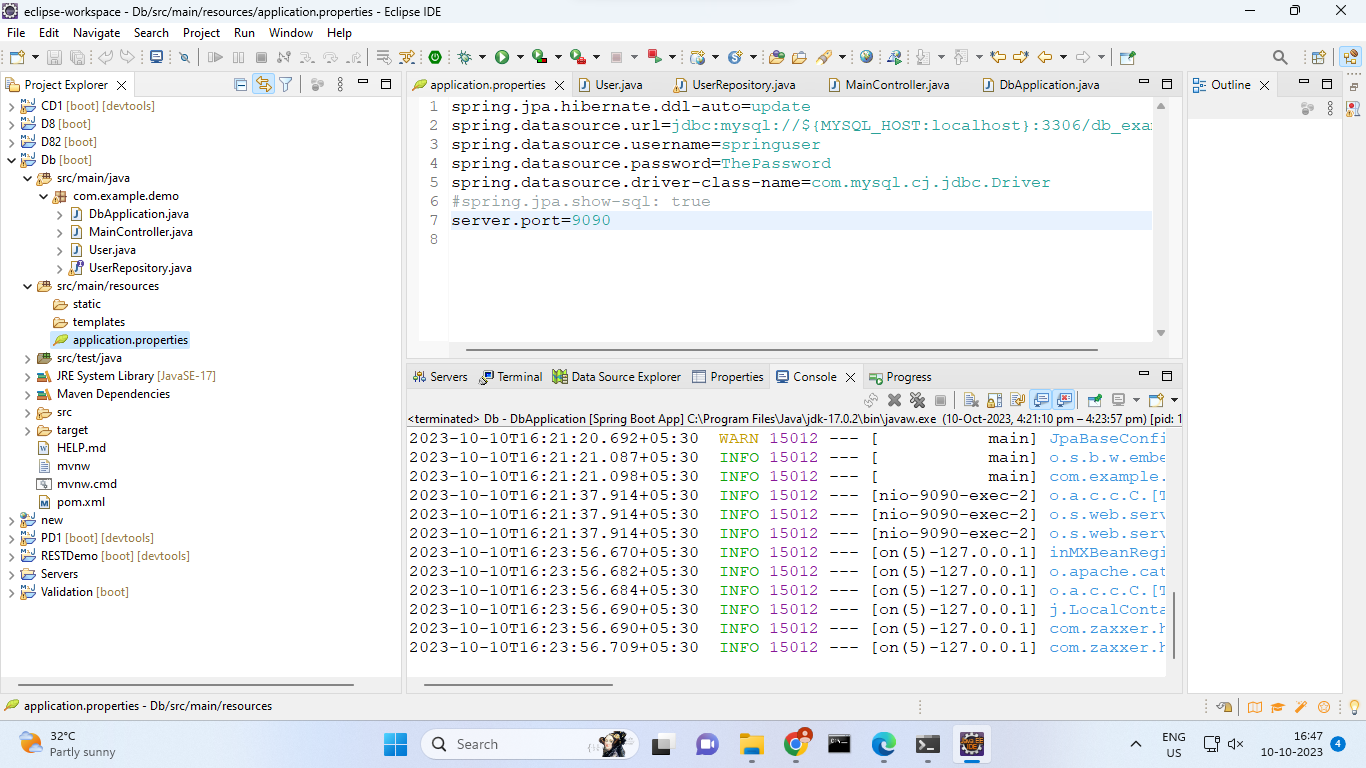 eclipse-workspace - Db/src/main/resources/application.properties - Eclipse IDE
File Edit Navigate Search Project Run Window Help
Project Explorer
CD1 [boot] [devtools]
D8 [boot]
D82 [boot]
Db [boot]
src/main/java
com.example.demo
DbApplication.java
MainController.java
User.java
UserRepository.java
src/main/resources
static
templates
application.properties
src/test/java
JRE System Library [JavaSE-17]
Maven Dependencies
src
target
HELP.md
mvnw
mvnw.cmd
pom.xml
new
PD1 [boot] [devtools]
RESTDemo [boot] [devtools]
Servers
Validation [boot]
application.properties User.java UserRepository.java MainController.java DbApplication.java
1 spring.jpa.hibernate.ddl-auto=update
2 spring.datasource.url=jdbc:mysql://${MYSQL_HOST:localhost}:3306/db_exa
3 spring.datasource.username=springuser
4 spring.datasource.password=ThePassword
5 spring.datasource.driver-class-name=com.mysql.cj.jdbc.Driver
6 #spring.jpa.show-sql: true
7 server.port=9090
8
Outline
Servers Terminal Data Source Explorer Properties Console Progress
<terminated> Db - DbApplication [Spring Boot App] C:\Program Files\Java\jdk-17.0.2\bin\javaw.exe (10-Oct-2023, 4:21:10 pm – 4:23:57 pm) [pid: 1
2023-10-10T16:21:20.692+05:30 WARN 15012 --- [ main] JpaBaseConfi
2023-10-10T16:21:21.087+05:30 INFO 15012 --- [ main] o.s.b.w.embe
2023-10-10T16:21:21.098+05:30 INFO 15012 --- [ main] com.example.
2023-10-10T16:21:37.914+05:30 INFO 15012 --- [nio-9090-exec-2] o.a.c.c.C.[T
2023-10-10T16:21:37.914+05:30 INFO 15012 --- [nio-9090-exec-2] o.s.web.serv
2023-10-10T16:21:37.914+05:30 INFO 15012 --- [nio-9090-exec-2] o.s.web.serv
2023-10-10T16:23:56.670+05:30 INFO 15012 --- [on(5)-127.0.0.1] inMXBeanRegi
2023-10-10T16:23:56.682+05:30 INFO 15012 --- [on(5)-127.0.0.1] o.apache.cat
2023-10-10T16:23:56.684+05:30 INFO 15012 --- [on(5)-127.0.0.1] o.a.c.c.C.[T
2023-10-10T16:23:56.690+05:30 INFO 15012 --- [on(5)-127.0.0.1] j.LocalConta
2023-10-10T16:23:56.690+05:30 INFO 15012 --- [on(5)-127.0.0.1] com.zaxxer.h
2023-10-10T16:23:56.709+05:30 INFO 15012 --- [on(5)-127.0.0.1] com.zaxxer.h
application.properties - Db/src/main/resources
32°C
Partly sunny
Search
ENG
US
16:47
10-10-2023
4